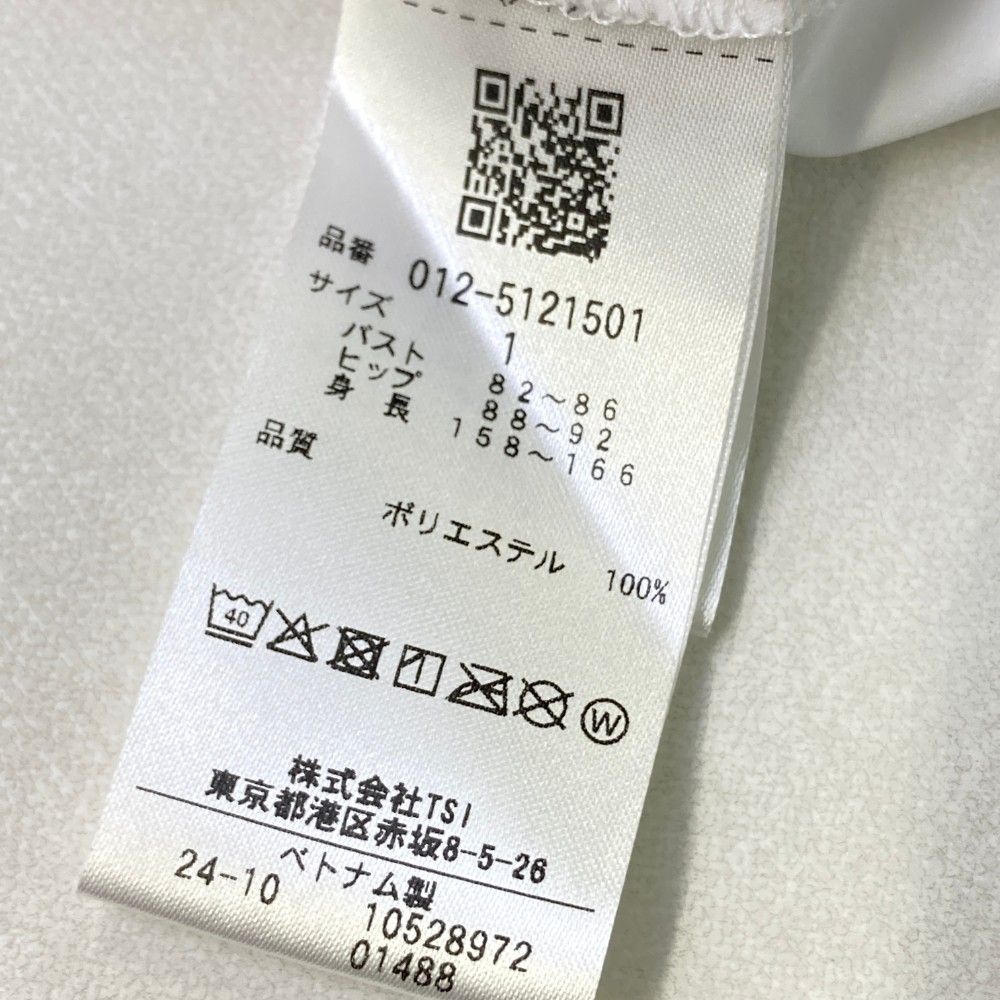 品番 012-5121501
サイズ 1
バスト 82～86
ヒップ 88～92
身長 158～166
品質
ポリエステル 100%
40
W
株式会社TSI
東京都港区赤坂8-5-26
ベトナム製
24-10 10528972
01488